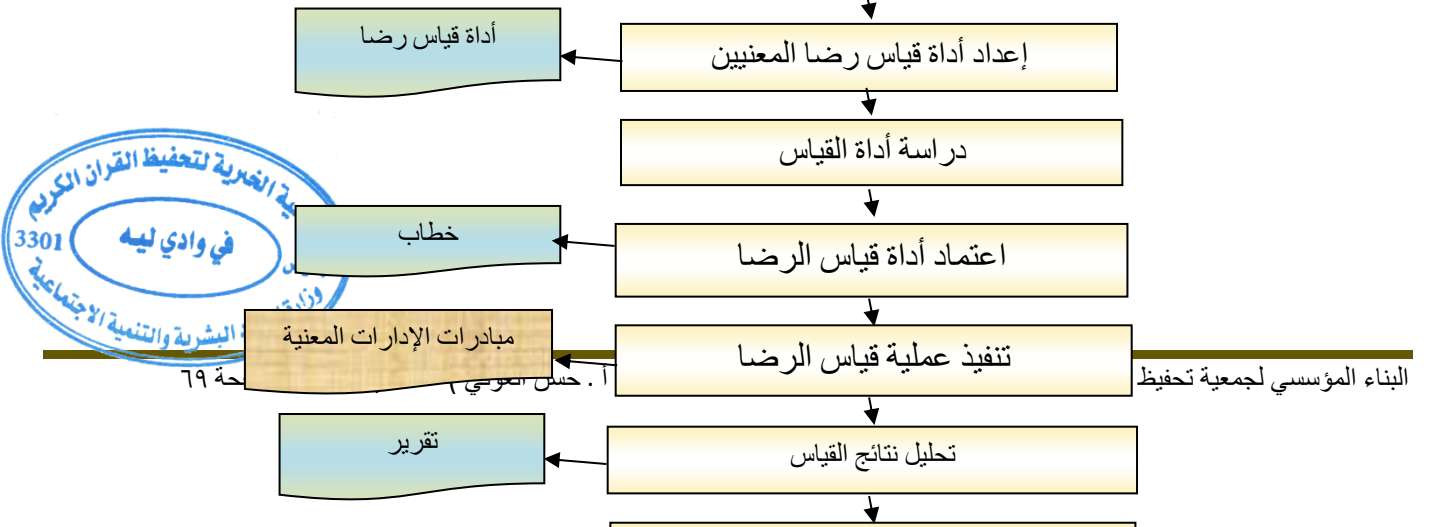 إعداد أداة قياس رضا المعنيين
أداة قياس رضا
دراسة أداة القياس
اعتماد أداة قياس الرضا
خطاب
الخيرية لتحفيظ القرآن الكريم
في وادي ليه
3301
البشرية والتنمية الاجتماعية
تنفيذ عملية قياس الرضا
مبادرات الإدارات المعنية
البناء المؤسسي لجمعية تحفيظ أ . حسن ٦٩
تحليل نتائج القياس
تقرير